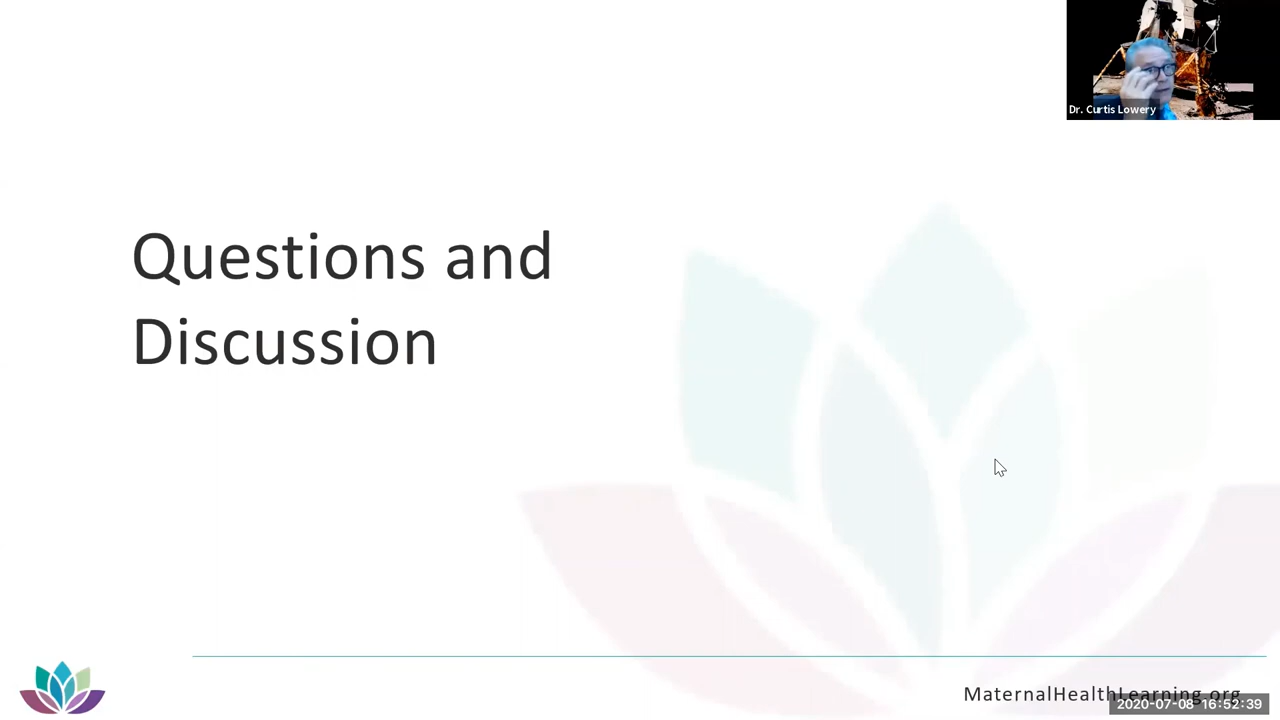 Dr. Curtis Lowery
Questions and
Discussion
MaternalHealthLearning.org
2020-07-08 16:52:39